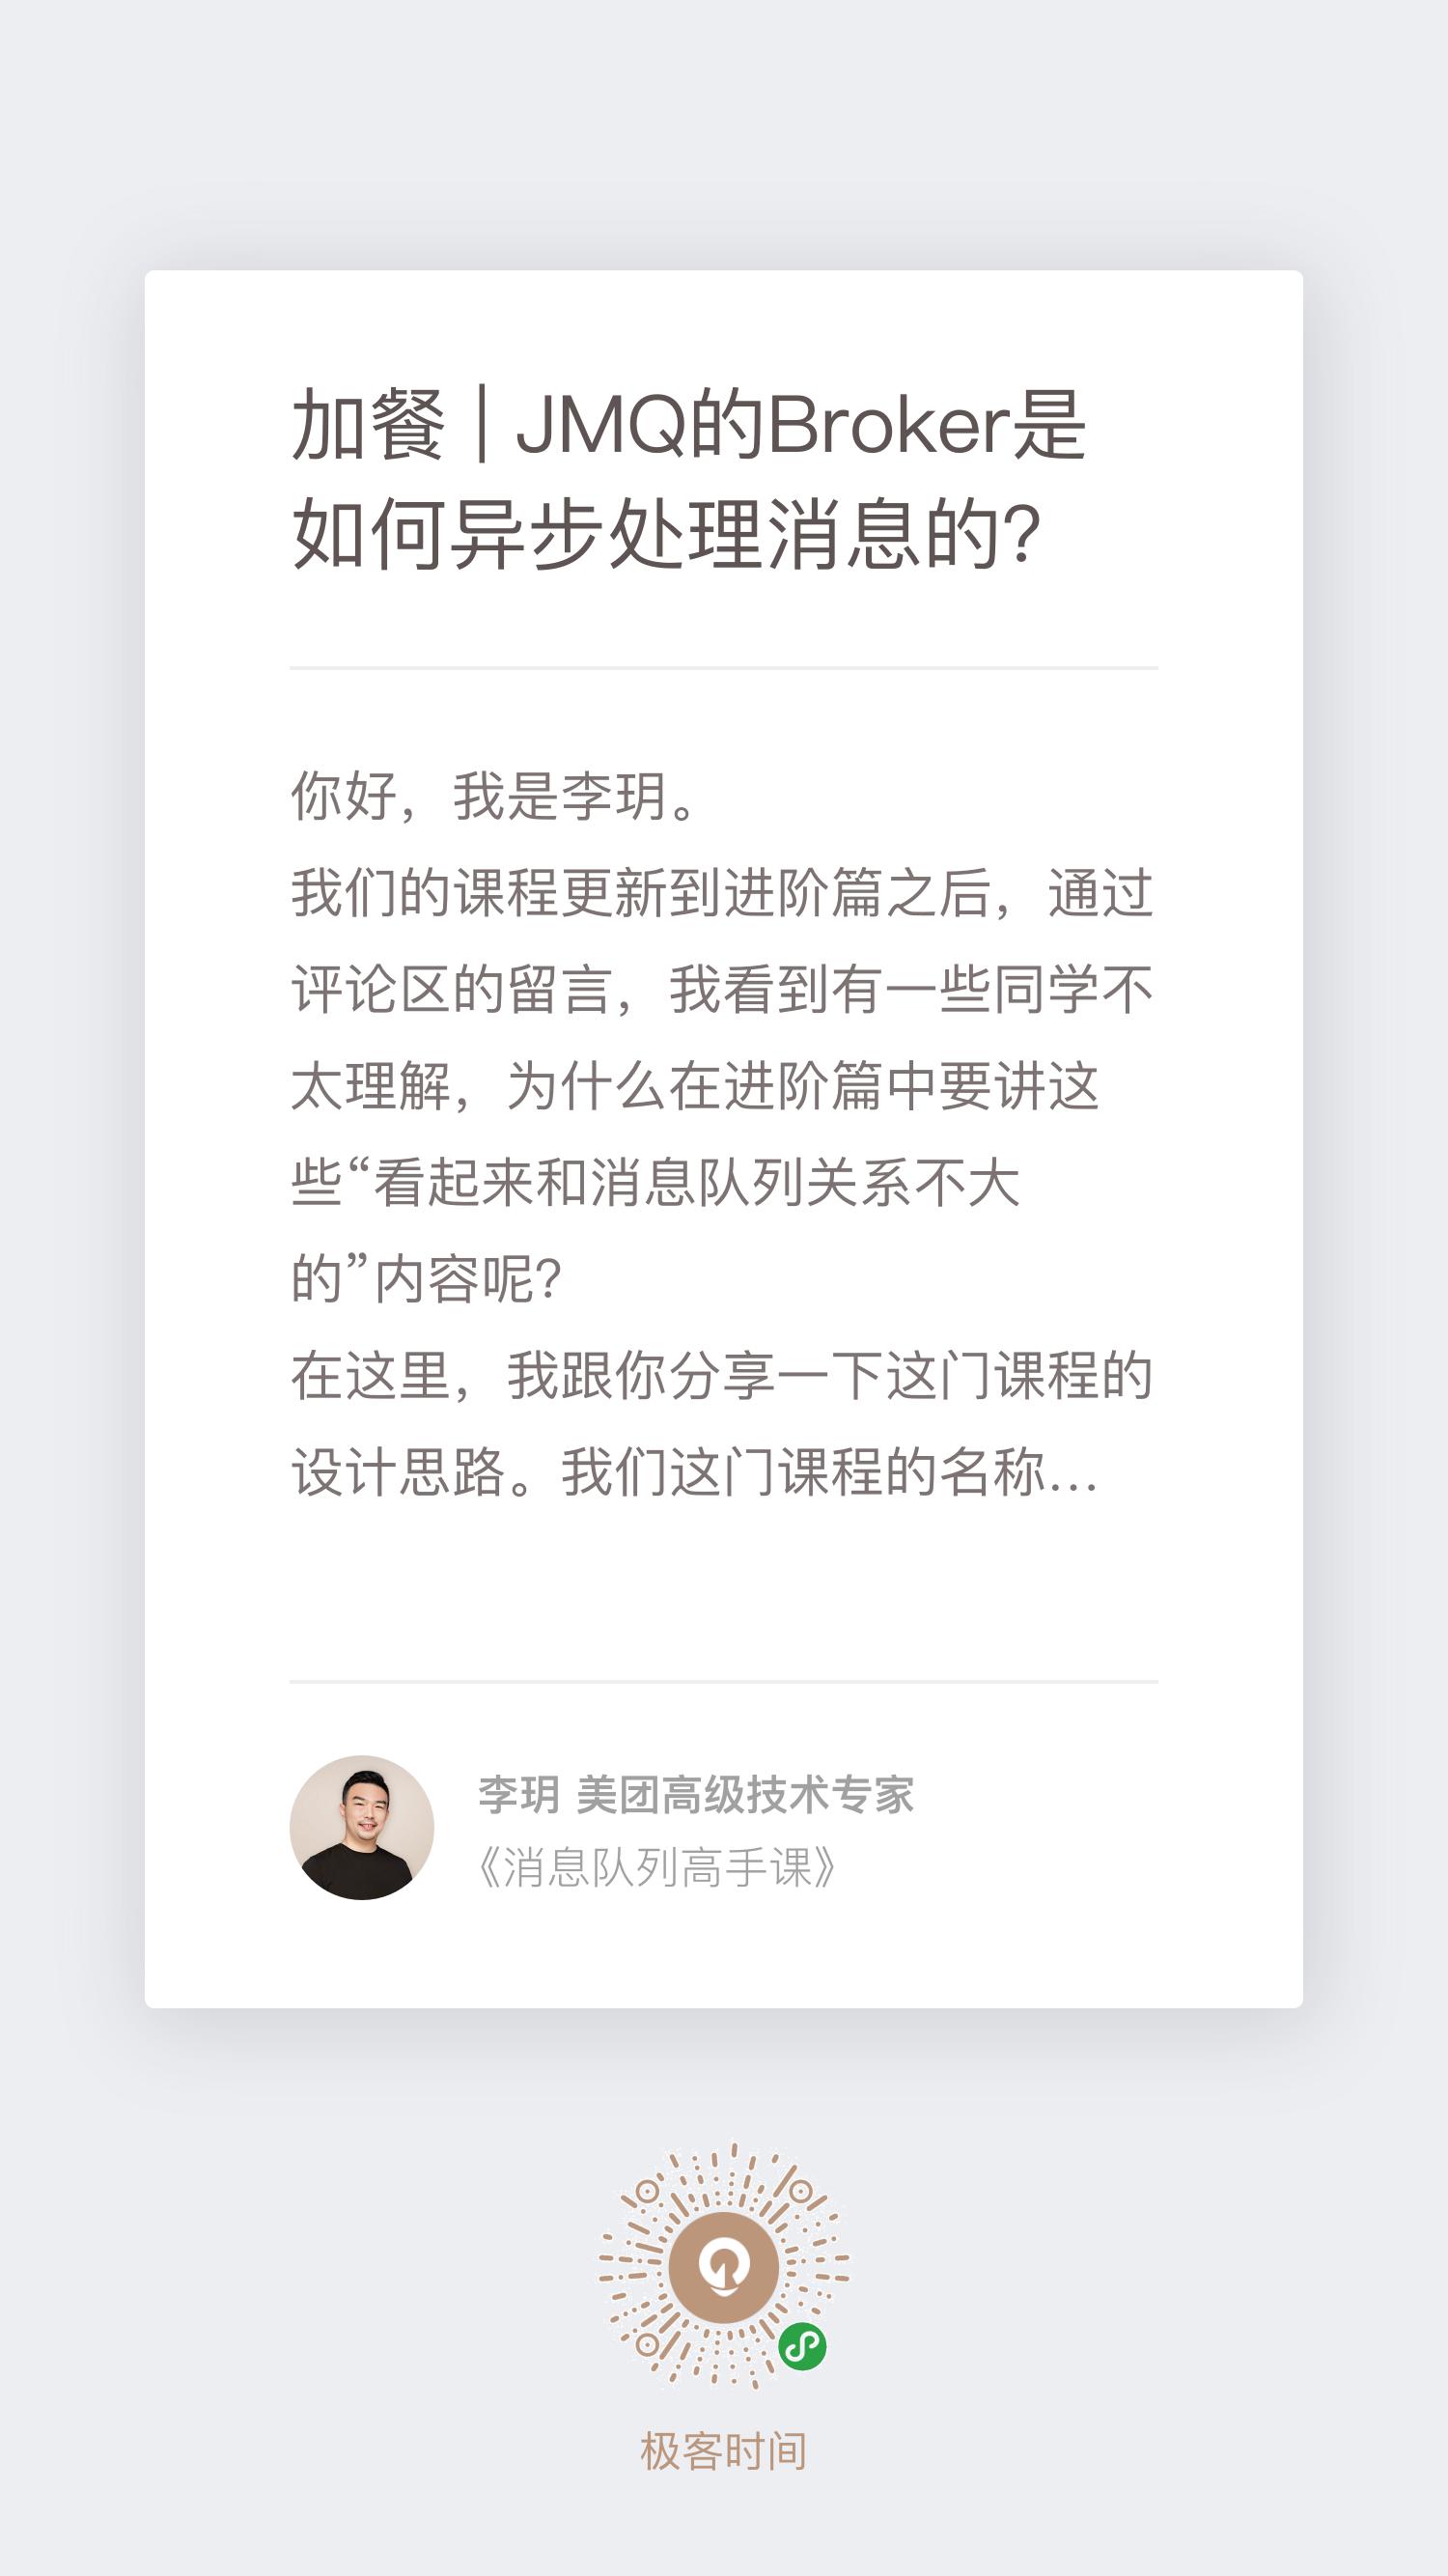 加餐 | JMQ的Broker是
如何异步处理消息的?
你好，我是李玥。
我们的课程更新到进阶篇之后，通过
评论区的留言，我看到有一些同学不
太理解，为什么在进阶篇中要讲这
些“看起来和消息队列关系不大
的”内容呢?
在这里，我跟你分享一下这门课程的
设计思路。我们这门课程的名称...
李玥 美团高级技术专家
《消息队列高手课》
极客时间